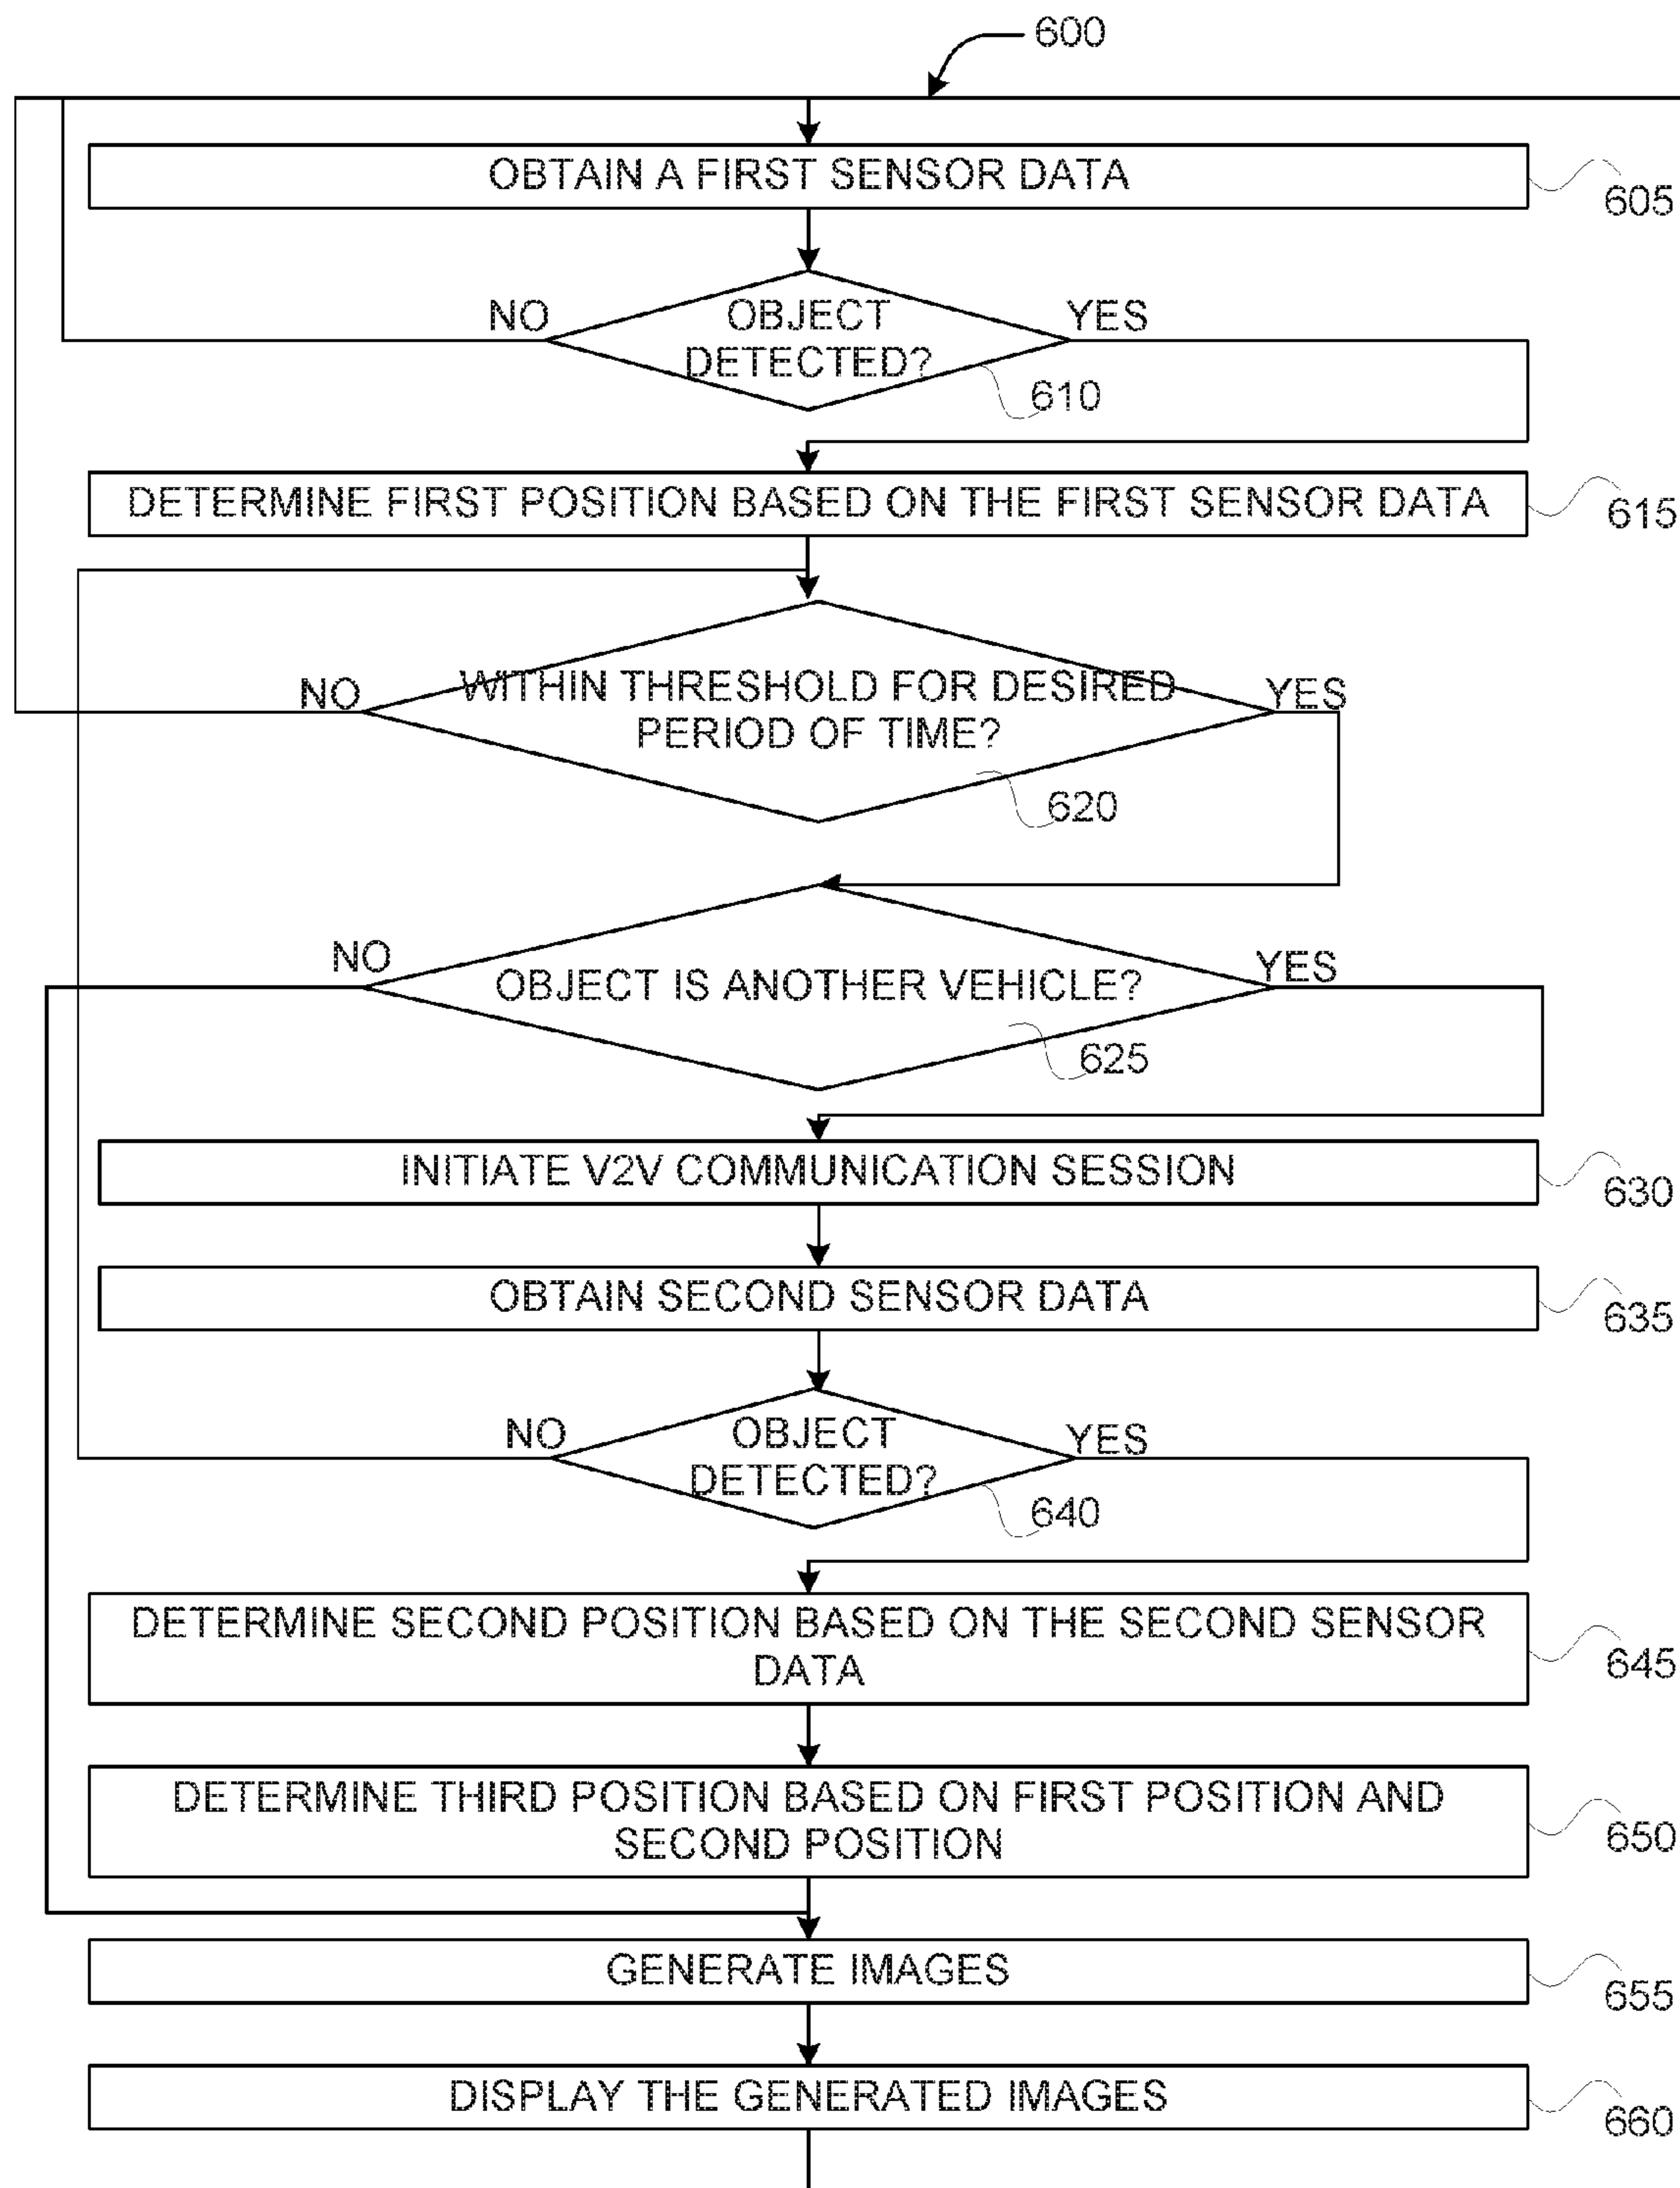 600
OBTAIN A FIRST SENSOR DATA
605
NO
OBJECT
DETECTED?
YES
610
DETERMINE FIRST POSITION BASED ON THE FIRST SENSOR DATA
615
NO
WITHIN THRESHOLD FOR DESIRED
PERIOD OF TIME?
YES
620
NO
OBJECT IS ANOTHER VEHICLE?
YES
625
INITIATE V2V COMMUNICATION SESSION
630
OBTAIN SECOND SENSOR DATA
635
NO
OBJECT
DETECTED?
YES
640
DETERMINE SECOND POSITION BASED ON THE SECOND SENSOR
DATA
645
DETERMINE THIRD POSITION BASED ON FIRST POSITION AND
SECOND POSITION
650
GENERATE IMAGES
655
DISPLAY THE GENERATED IMAGES
660